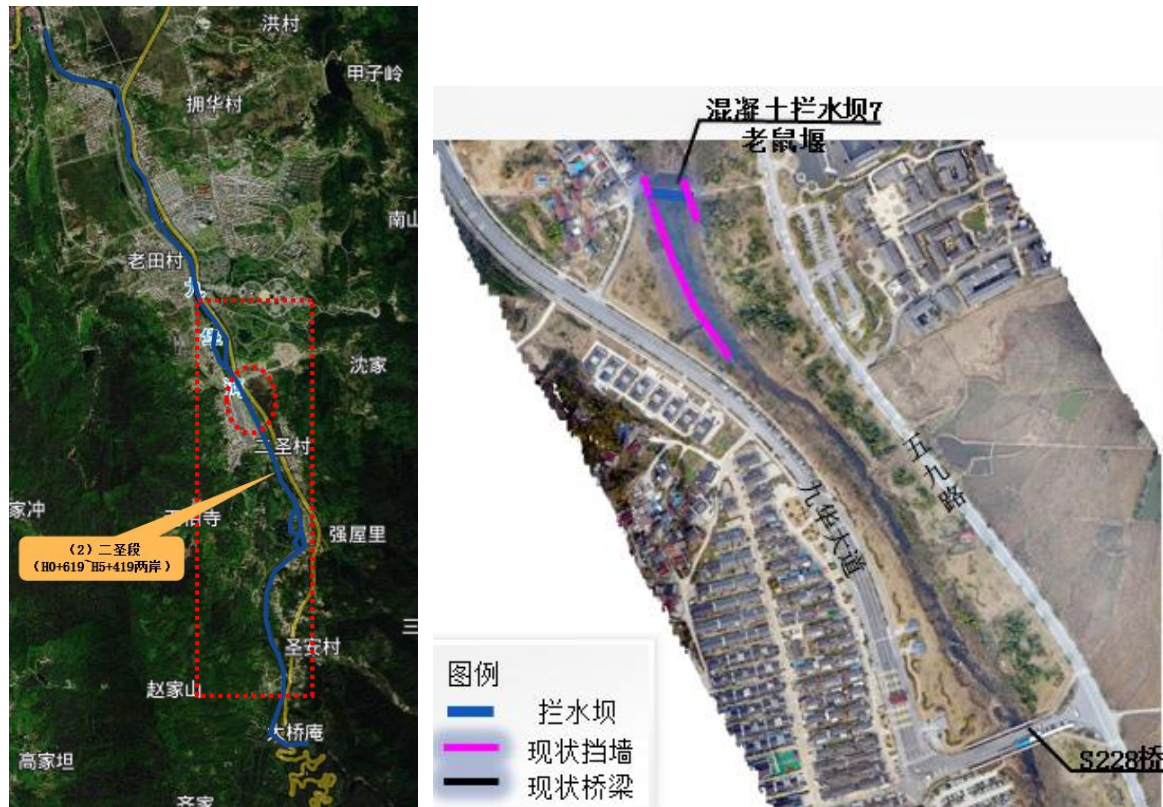 洪村
甲子岭
拥华村
南山
老田村
九
华
河
沈家
二圣村
家冲
强屋里
(2)二圣段
(H0+619~H5+419两岸)
圣安村
赵家山
大桥庵
高家坦
混凝土拦水坝7
老鼠堰
五九路
九华大道
S228桥
图例
拦水坝
现状挡墙
现状桥梁